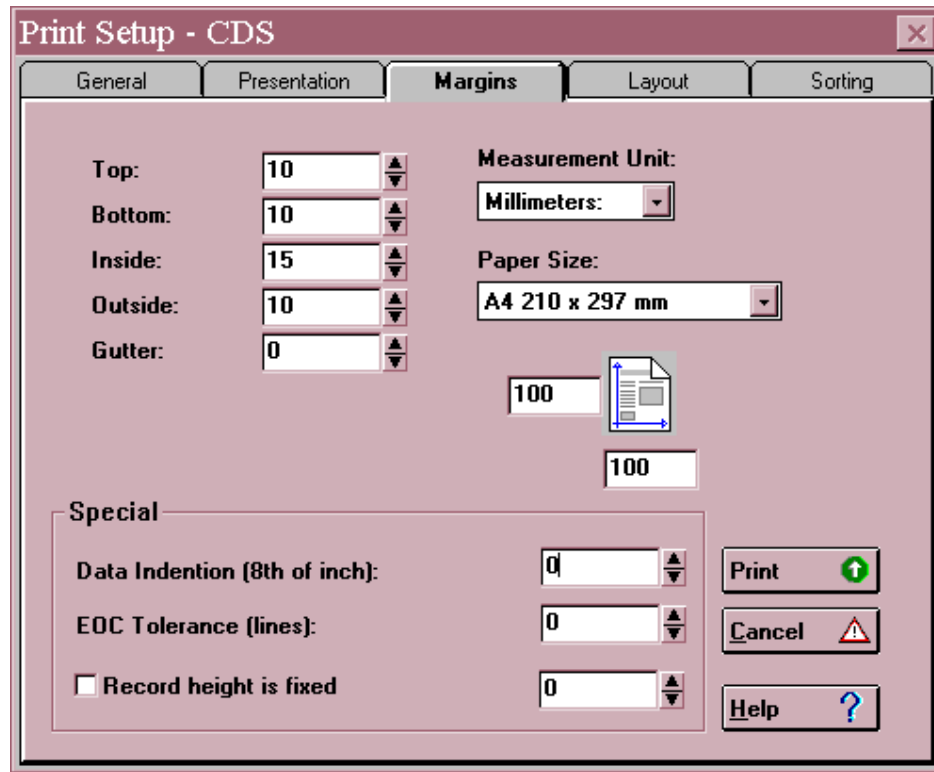 Print Setup - CDS
General Presentation Margins Layout Sorting
Top: 10
Bottom: 10
Inside: 15
Outside: 10
Gutter: 0
Measurement Unit:
Millimeters:
Paper Size:
A4 210 x 297 mm
100
100
Special
Data Indention (8th of inch): 0
EOC Tolerance (lines): 0
Record height is fixed 0
Print
Cancel
Help ?